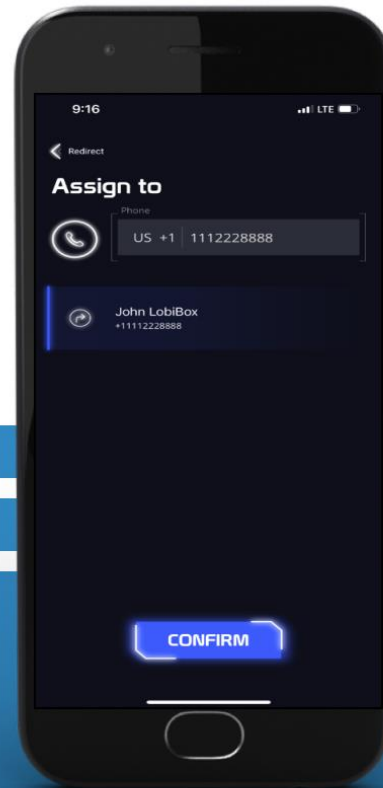 9:16 LTE
Redirect
Assign to
Phone
US +1 1112228888
John LobiBox
+11112228888
CONFIRM